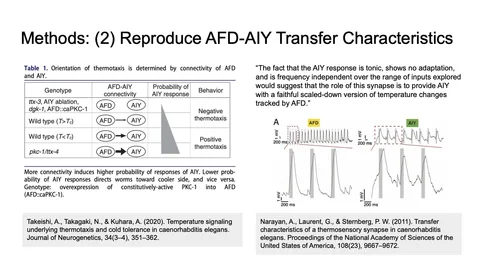 Methods: (2) Reproduce AFD-AIY Transfer Characteristics
Table 1. Orientation of thermotaxis is determined by connectivity of AFD
and AIY.
Genotype
AFD-AIY
connectivity
Probability of
AIY response
Behavior
ttx-3, AIY ablation,
dgk-1, AFD::caPKC-1
AFD
AIY
Negative
thermotaxis
Wild type (T>Tc)
AFD
AIY
Wild type (T<Tc)
AFD
AIY
Positive
thermotaxis
pkc-1/ttx-4
AFD
AIY
More connectivity induces higher probability of responses of AIY. Lower prob-
ability of AIY responses directs worms toward cooler side, and vice versa.
Genotype: overexpression of constitutively-active PKC-1 into AFD
(AFD::caPKC-1).
Takeishi, A., Takagaki, N., & Kuhara, A. (2020). Temperature signaling
underlying thermotaxis and cold tolerance in caenorhabditis elegans.
Journal of Neurogenetics, 34(3–4), 351–362.
"The fact that the AIY response is tonic, shows no adaptation,
and is frequency independent over the range of inputs explored
would suggest that the role of this synapse is to provide AIY
with a faithful scaled-down version of temperature changes
tracked by AFD."
A
AFD
AIY
200 ms
200 ms
200 ms
200 ms
Narayan, A., Laurent, G., & Sternberg, P. W. (2011). Transfer
characteristics of a thermosensory synapse in caenorhabditis
elegans. Proceedings of the National Academy of Sciences of the
United States of America, 108(23), 9667–9672.